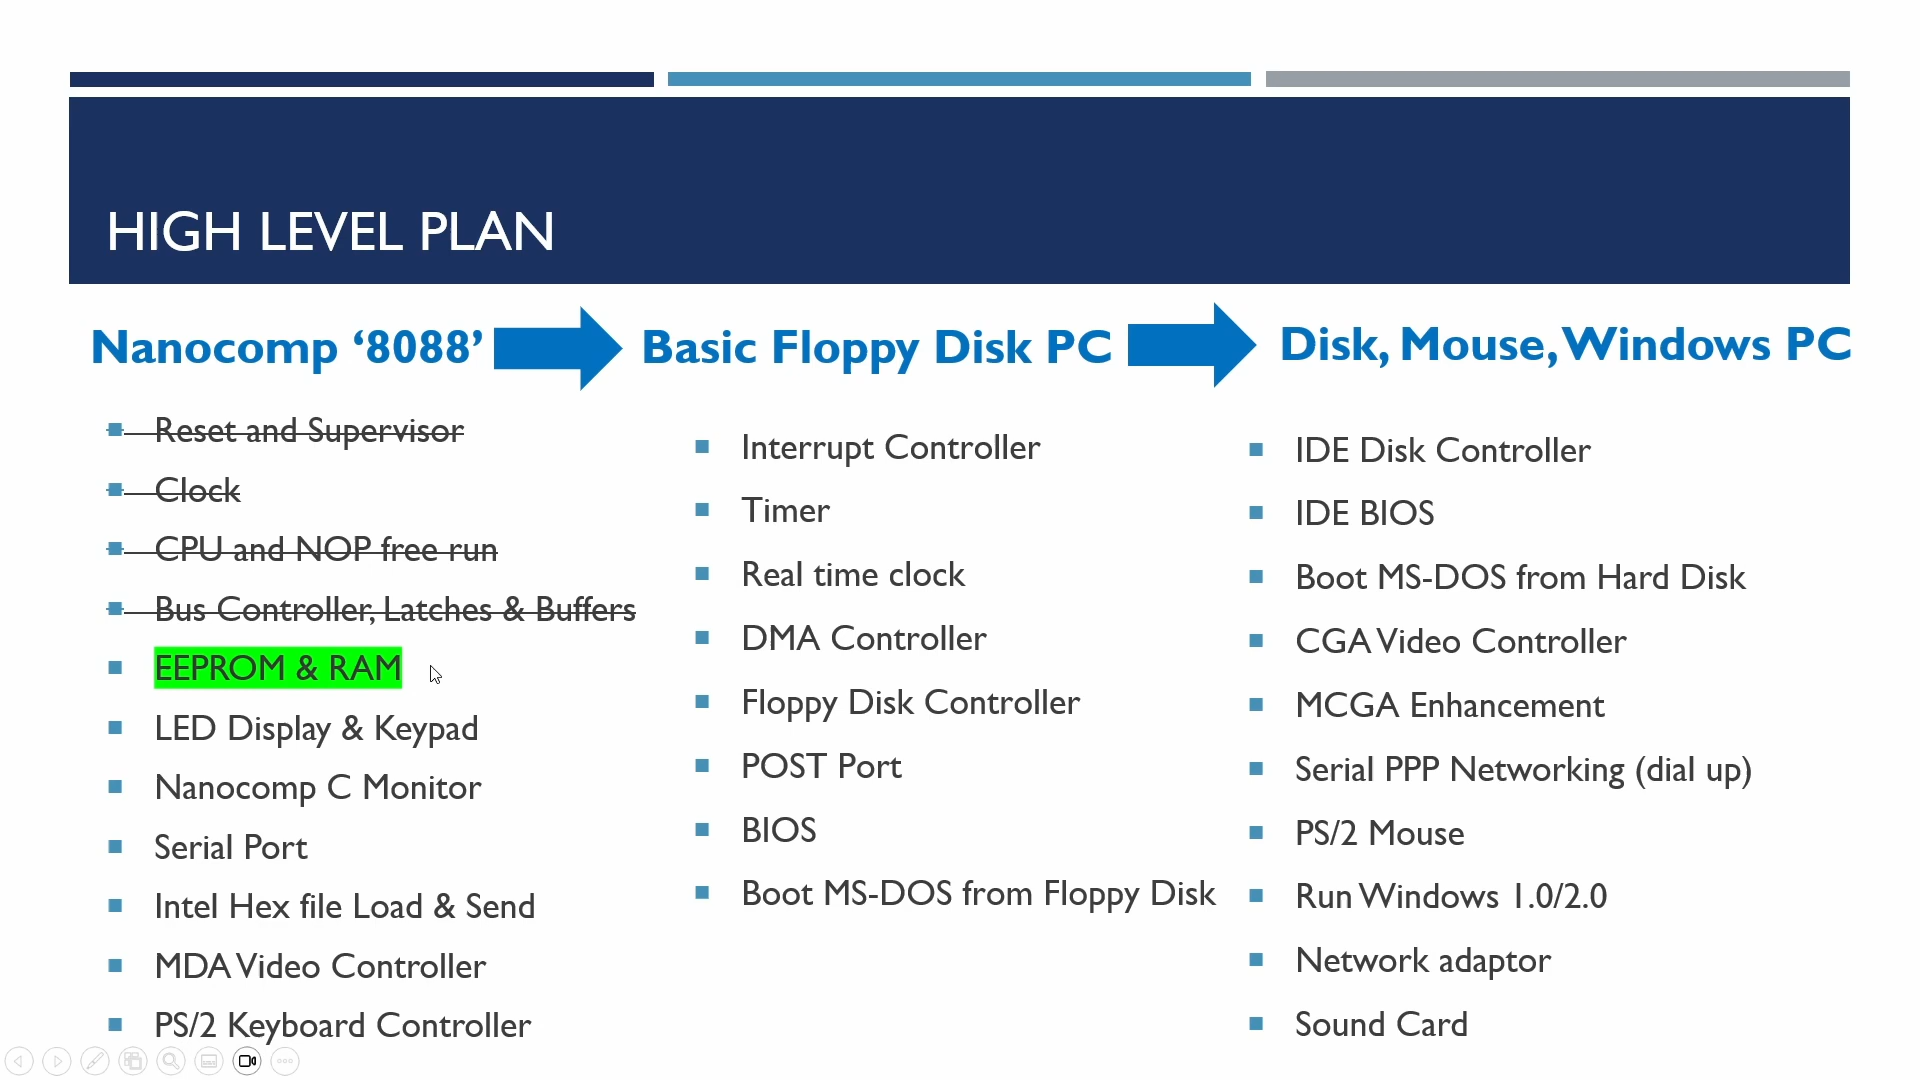 HIGH LEVEL PLAN
Nanocomp ‘8088’
Basic Floppy Disk PC
Disk, Mouse, Windows PC
Reset and Supervisor
Clock
CPU and NOP free run
Bus Controller, Latches & Buffers
EEPROM & RAM
LED Display & Keypad
Nanocomp C Monitor
Serial Port
Intel Hex file Load & Send
MDA Video Controller
PS/2 Keyboard Controller
Interrupt Controller
Timer
Real time clock
DMA Controller
Floppy Disk Controller
POST Port
BIOS
Boot MS-DOS from Floppy Disk
IDE Disk Controller
IDE BIOS
Boot MS-DOS from Hard Disk
CGA Video Controller
MCGA Enhancement
Serial PPP Networking (dial up)
PS/2 Mouse
Run Windows 1.0/2.0
Network adaptor
Sound Card